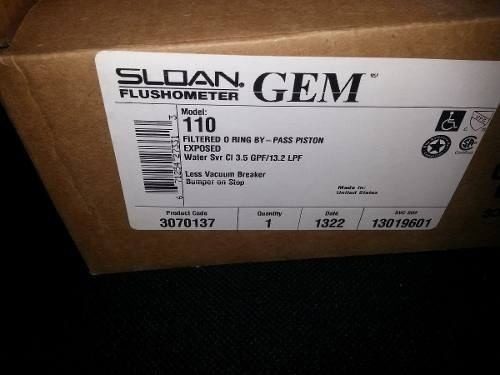 SLOAN. GEM
FLUSHOMETER
Model:
110
FILTERED O RING BY-PASS PISTON
EXPOSED
Water Svr Cl 3.5 GPF/13.2 LPF
Less Vacuum Breaker
Bumper on Stop
Made in:
United States
Product Code Quantity Date
3070137 1 1322 13019601